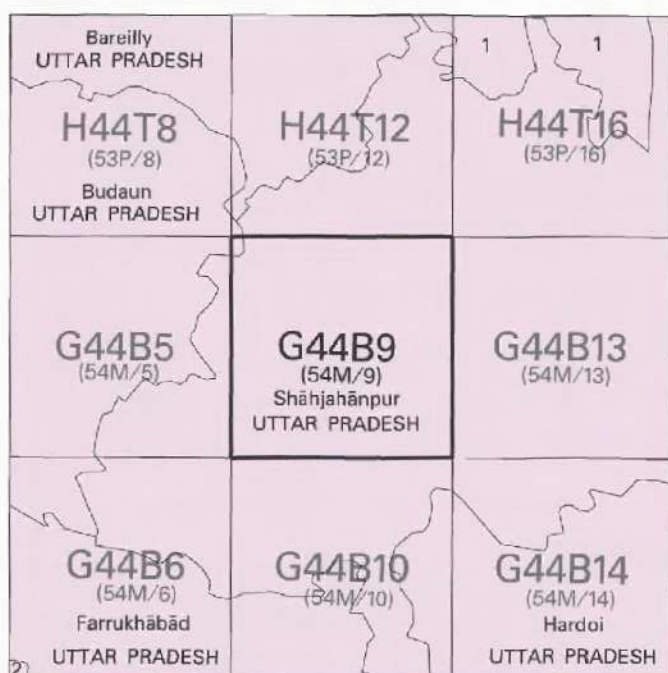 Bareilly
UTTAR PRADESH
1
1
H44T8
(53P/8)
H44T12
(53P/12)
H44T16
(53P/16)
Budaun
UTTAR PRADESH
G44B5
(54M/5)
G44B9
(54M/9)
Shāhjahānpur
UTTAR PRADESH
G44B13
(54M/13)
G44B6
(54M/6)
Farrukhābād
UTTAR PRADESH
G44B10
(54M/10)
G44B14
(54M/14)
Hardoi
UTTAR PRADESH